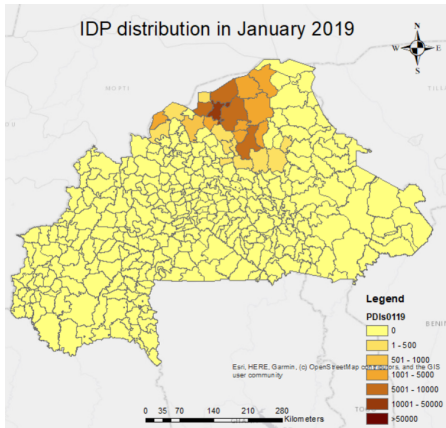 IDP distribution in January 2019
N
W E
S
MOPTI
Legend
PDIs0119
0
1 - 500
501 - 1000
1001 - 5000
5001 - 10000
10001 - 50000
>50000
Esri, HERE, Garmin, (c) OpenStreetMap contributors, and the GIS
user community
0 35 70 140 210 280
Kilometers